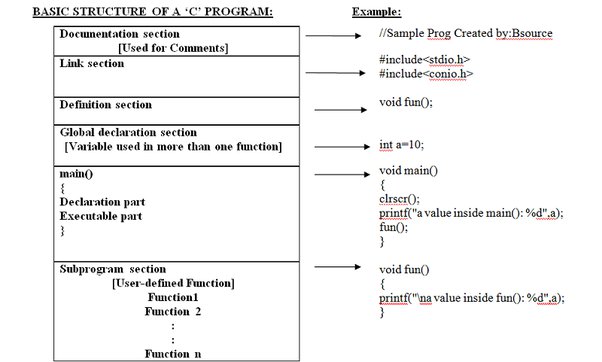 BASIC STRUCTURE OF A ‘C’ PROGRAM:
Documentation section
[Used for Comments]
Link section
Definition section
Global declaration section
[Variable used in more than one function]
main()
{
Declaration part
Executable part
}
Subprogram section
[User-defined Function]
Function1
Function 2
:
:
Function n
Example:
//Sample Prog Created by:Bsource
#include<stdio.h>
#include<conio.h>
void fun();
int a=10;
void main()
{
clrscr();
printf("a value inside main(): %d",a);
fun();
}
void fun()
{
printf("\na value inside fun(): %d",a);
}